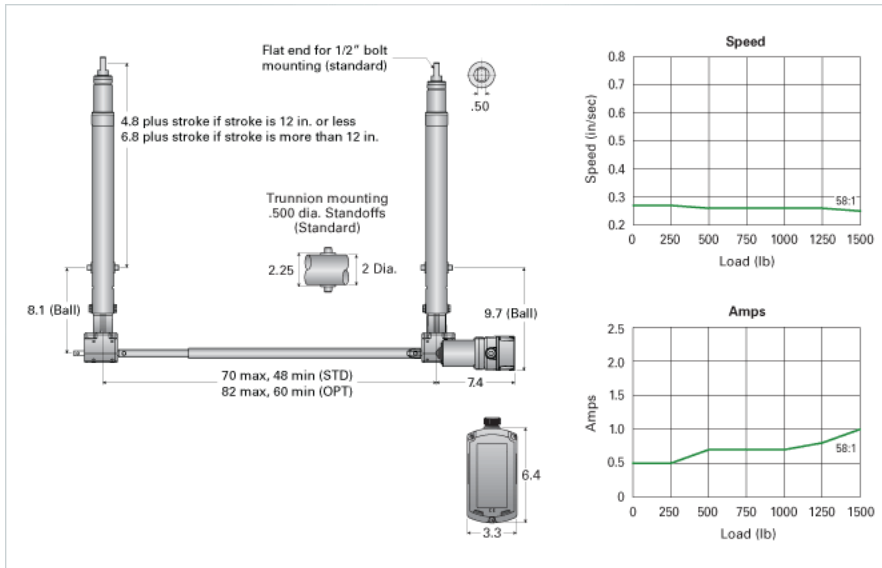 Flat end for 1/2" bolt
mounting (standard)
.50
4.8 plus stroke if stroke is 12 in. or less
6.8 plus stroke if stroke is more than 12 in.
Trunnion mounting
.500 dia. Standoffs
(Standard)
2.25
2 Dia.
8.1 (Ball)
9.7 (Ball)
70 max, 48 min (STD)
82 max, 60 min (OPT)
7.4
6.4
3.3
Speed
Speed (in/sec)
0.8
0.7
0.6
0.5
0.4
0.3
0.2
58:1
0 250 500 750 1000 1250 1500
Load (lb)
Amps
Amps
2.5
2.0
1.5
1.0
0.5
0
58:1
0 250 500 750 1000 1250 1500
Load (lb)